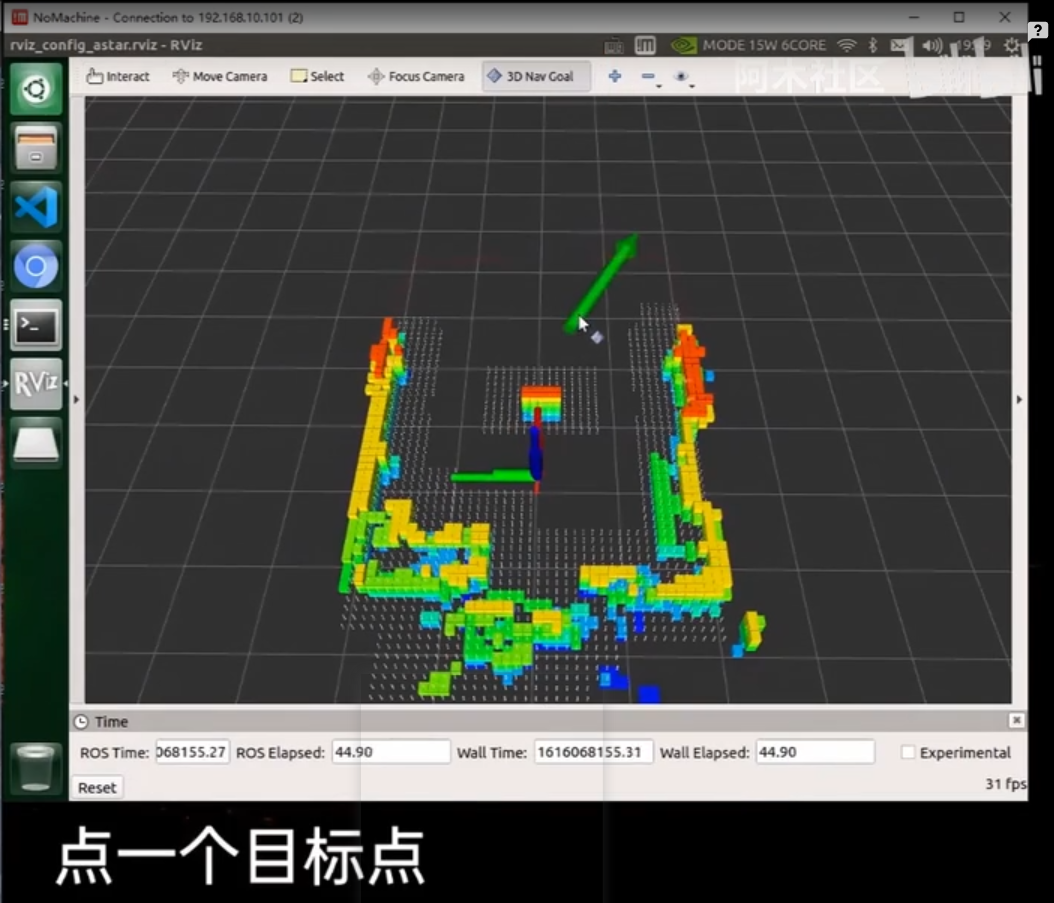 NoMachine - Connection to 192.168.10.101 (2)
rviz_config_astar.rviz - RViz
MODE 15W 6CORE
Interact Move Camera Select Focus Camera 3D Nav Goal
阿木社区 bilibili
RViz
Time
ROS Time: 068155.27 ROS Elapsed: 44.90 Wall Time: 1616068155.31 Wall Elapsed: 44.90 Experimental
Reset 31 fps
点一个目标点